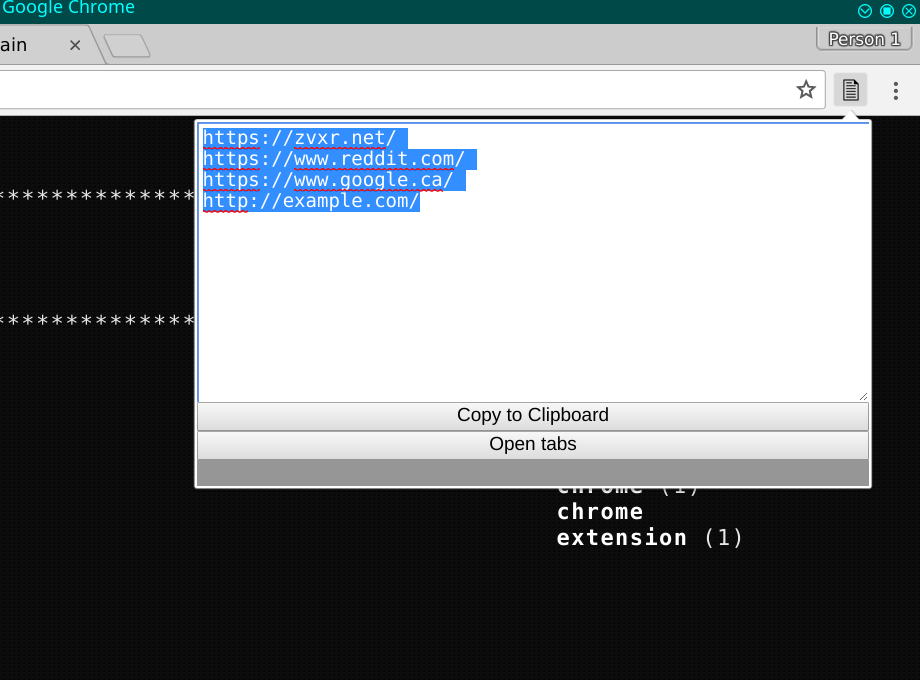 Google Chrome
ain
Person 1
https://zvxr.net/
https://www.reddit.com/
https://www.google.ca/
http://example.com/
**************
**************
Copy to Clipboard
Open tabs
chrome (1)
chrome
extension (1)